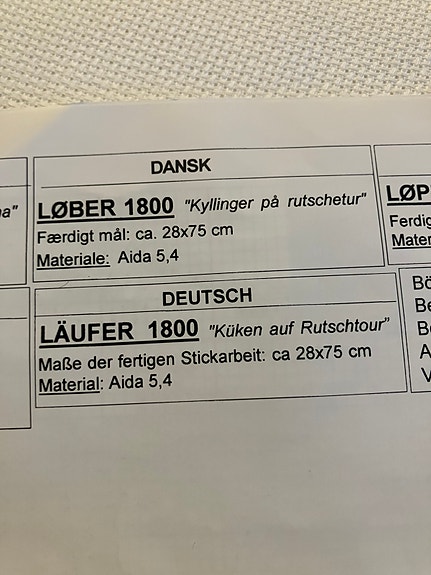 DANSK
LØBER 1800 "Kyllinger på rutschetur"
Færdigt mål: ca. 28x75 cm
Materiale: Aida 5,4
DEUTSCH
LÄUFER 1800 "Küken auf Rutschtour"
Maße der fertigen Stickarbeit: ca 28x75 cm
Material: Aida 5,4